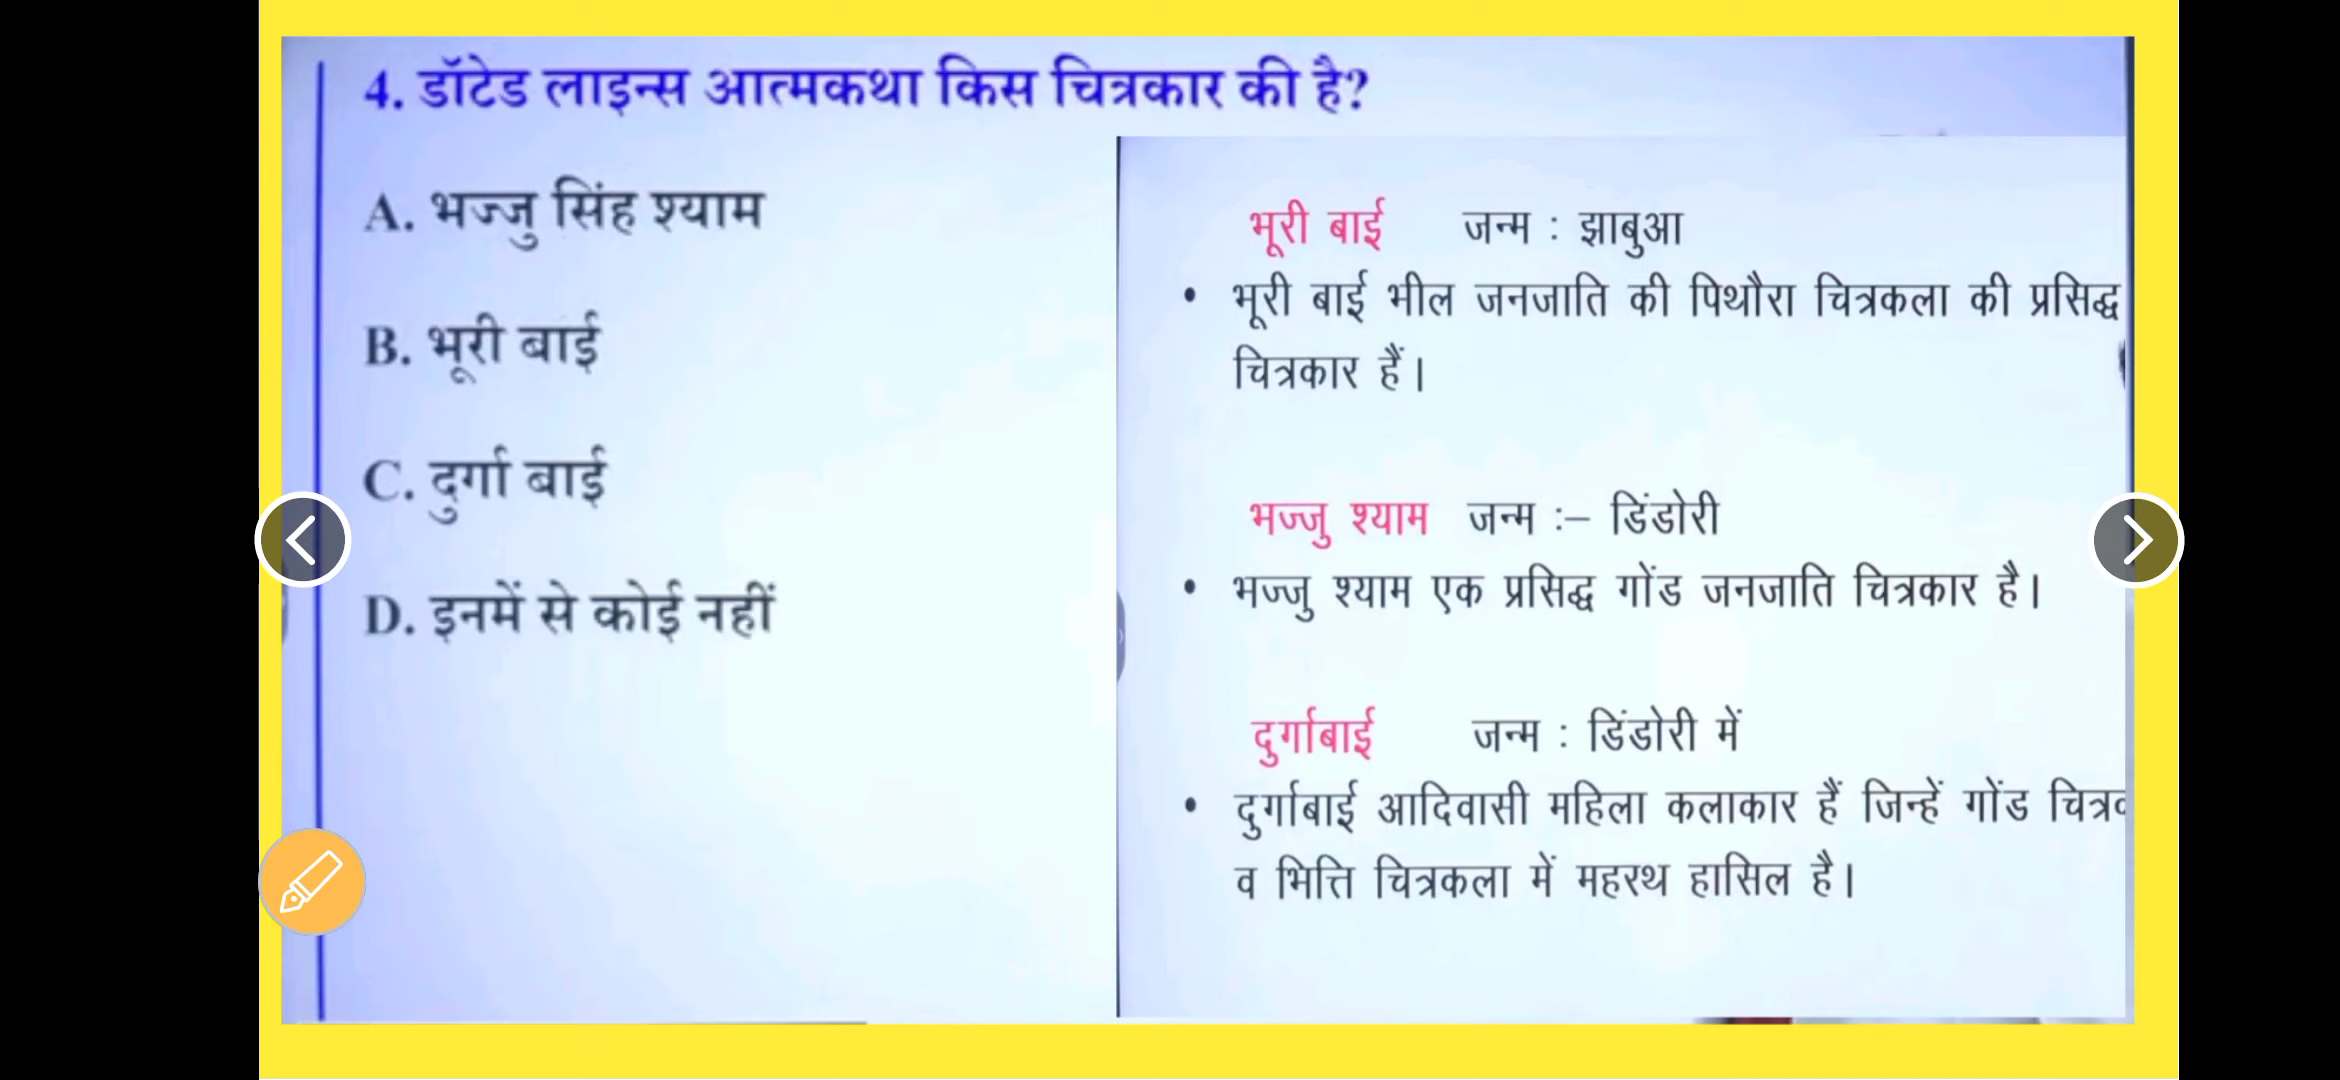 4. डॉटेड लाइन्स आत्मकथा किस चित्रकार की है?
A. भज्जु सिंह श्याम
B. भूरी बाई
C. दुर्गा बाई
D. इनमें से कोई नहीं
भूरी बाई जन्म : झाबुआ
• भूरी बाई भील जनजाति की पिथौरा चित्रकला की प्रसिद्ध
चित्रकार हैं।
भज्जु श्याम जन्म :– डिंडोरी
• भज्जु श्याम एक प्रसिद्ध गोंड जनजाति चित्रकार है।
दुर्गाबाई जन्म : डिंडोरी में
• दुर्गाबाई आदिवासी महिला कलाकार हैं जिन्हें गोंड
व भित्ति चित्रकला में महरथ हासिल है।